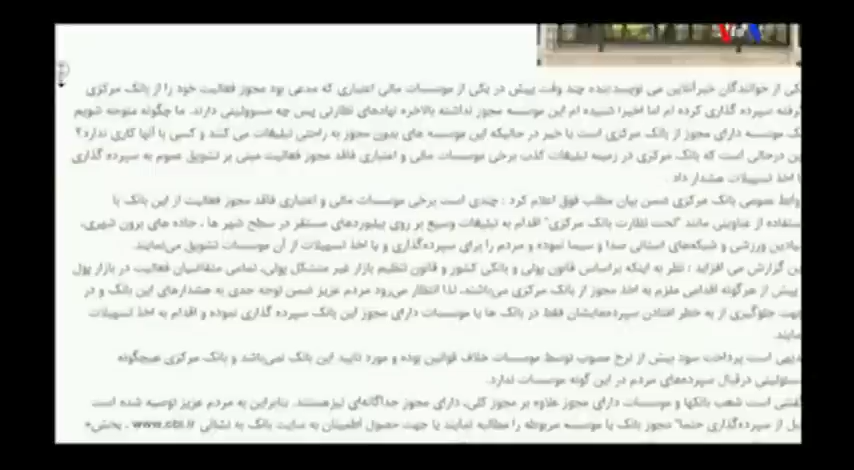 VOA
یکی از خوانندگان خبرآنلاین می نویسد:بنده چند وقت پیش در یکی از موسسات مالی اعتباری که مدعی بود مجوز فعالیت خود را از بانک مرکزی
گرفته سپرده گذاری کرده ام اما اخیرا شنیده ام این موسسه مجوز نداشته بالاخره نهادهای نظارتی پس چه مسوولیتی دارند. ما چگونه متوجه شویم
یک موسسه دارای مجوز از بانک مرکزی است یا خیر در حالیکه این موسسه های بدون مجوز به راحتی تبلیغات می کنند و کسی با آنها کاری ندارد؟
این درحالی است که بانک مرکزی در زمینه تبلیغات کذب برخی موسسات مالی و اعتباری فاقد مجوز فعالیت مبنی بر تشویق عموم به سپرده گذاری
یا اخذ تسهیلات هشدار داد.
روابط عمومی بانک مرکزی ضمن بیان مطلب فوق اعلام کرد : چندی است برخی موسسات مالی و اعتباری فاقد مجوز فعالیت از این بانک با
استفاده از عناوینی مانند "تحت نظارت بانک مرکزی" اقدام به تبلیغات وسیع بر روی بیلبوردهای مستقر در سطح شهر ها ، جاده های برون شهری،
میادین ورزشی و شبکه‌های استانی صدا و سیما نموده و مردم را برای سپرده‌گذاری و یا اخذ تسهیلات از آن موسسات تشویق می‌نمایند.
این گزارش می افزاید : نظر به اینکه براساس قانون پولی و بانکی کشور و قانون تنظیم بازار غیر متشکل پولی، تمامی متقاضیان فعالیت در بازار پول
پیش از هرگونه اقدامی ملزم به اخذ مجوز از بانک مرکزی می‌باشند، لذا انتظار می‌رود مردم عزیز ضمن توجه جدی به هشدارهای این بانک و در
جهت جلوگیری از به خطر افتادن سپرده‌هایشان فقط در بانک ها یا موسسات دارای مجوز این بانک سپرده گذاری نموده و اقدام به اخذ تسهیلات
نمایند.
بدیهی است پرداخت سود بیش از نرخ مصوب توسط موسسات خلاف قوانین بوده و مورد تایید این بانک نمی‌باشد و بانک مرکزی هیچگونه
مسئولیتی درقبال سپرده‌های مردم در این گونه موسسات ندارد.
گفتنی است شعب بانکها و موسسات دارای مجوز علاوه بر مجوز کلی، دارای مجوز جداگانه‌ای نیزهستند. بنابراین به مردم عزیز توصیه شده است
قبل از سپرده‌گذاری حتما" مجوز بانک یا موسسه مربوطه را مطالبه نمایند یا جهت حصول اطمینان به سایت بانک به نشانی www.cbi.ir ، بخش«